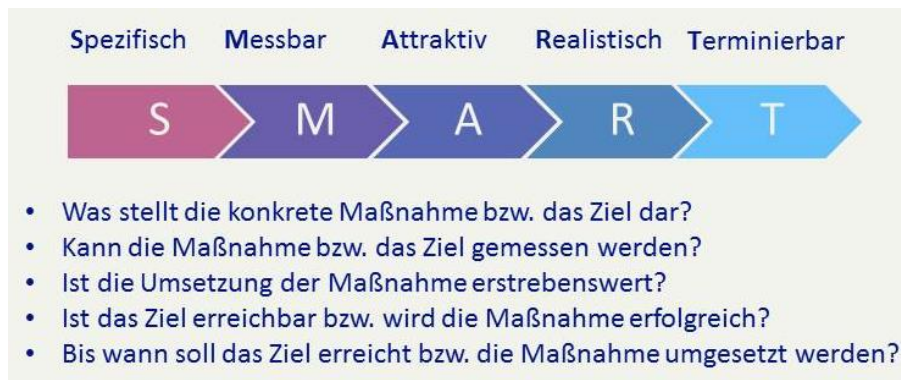 Spezifisch Messbar Attraktiv Realistisch Terminierbar
S M A R T
• Was stellt die konkrete Maßnahme bzw. das Ziel dar?
• Kann die Maßnahme bzw. das Ziel gemessen werden?
• Ist die Umsetzung der Maßnahme erstrebenswert?
• Ist das Ziel erreichbar bzw. wird die Maßnahme erfolgreich?
• Bis wann soll das Ziel erreicht bzw. die Maßnahme umgesetzt werden?